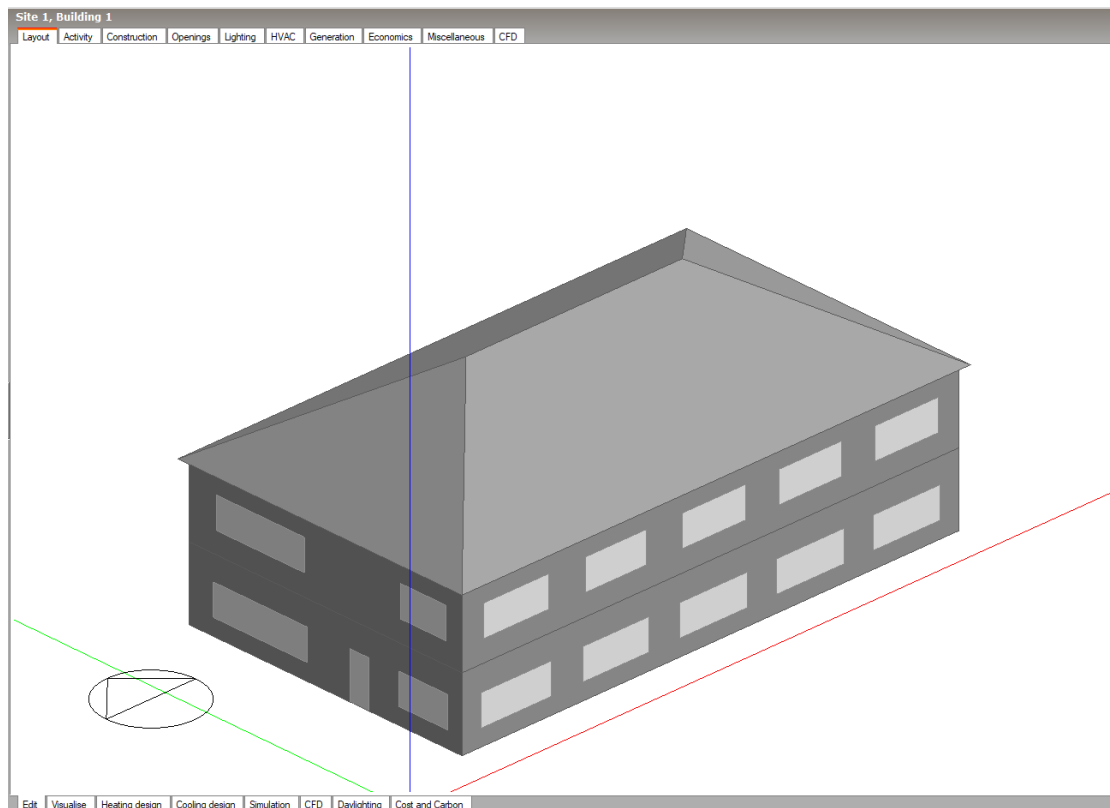 Site 1, Building 1
Layout Activity Construction Openings Lighting HVAC Generation Economics Miscellaneous CFD
Edit Visualise Heating design Cooling design Simulation CFD Daylighting Cost and Carbon